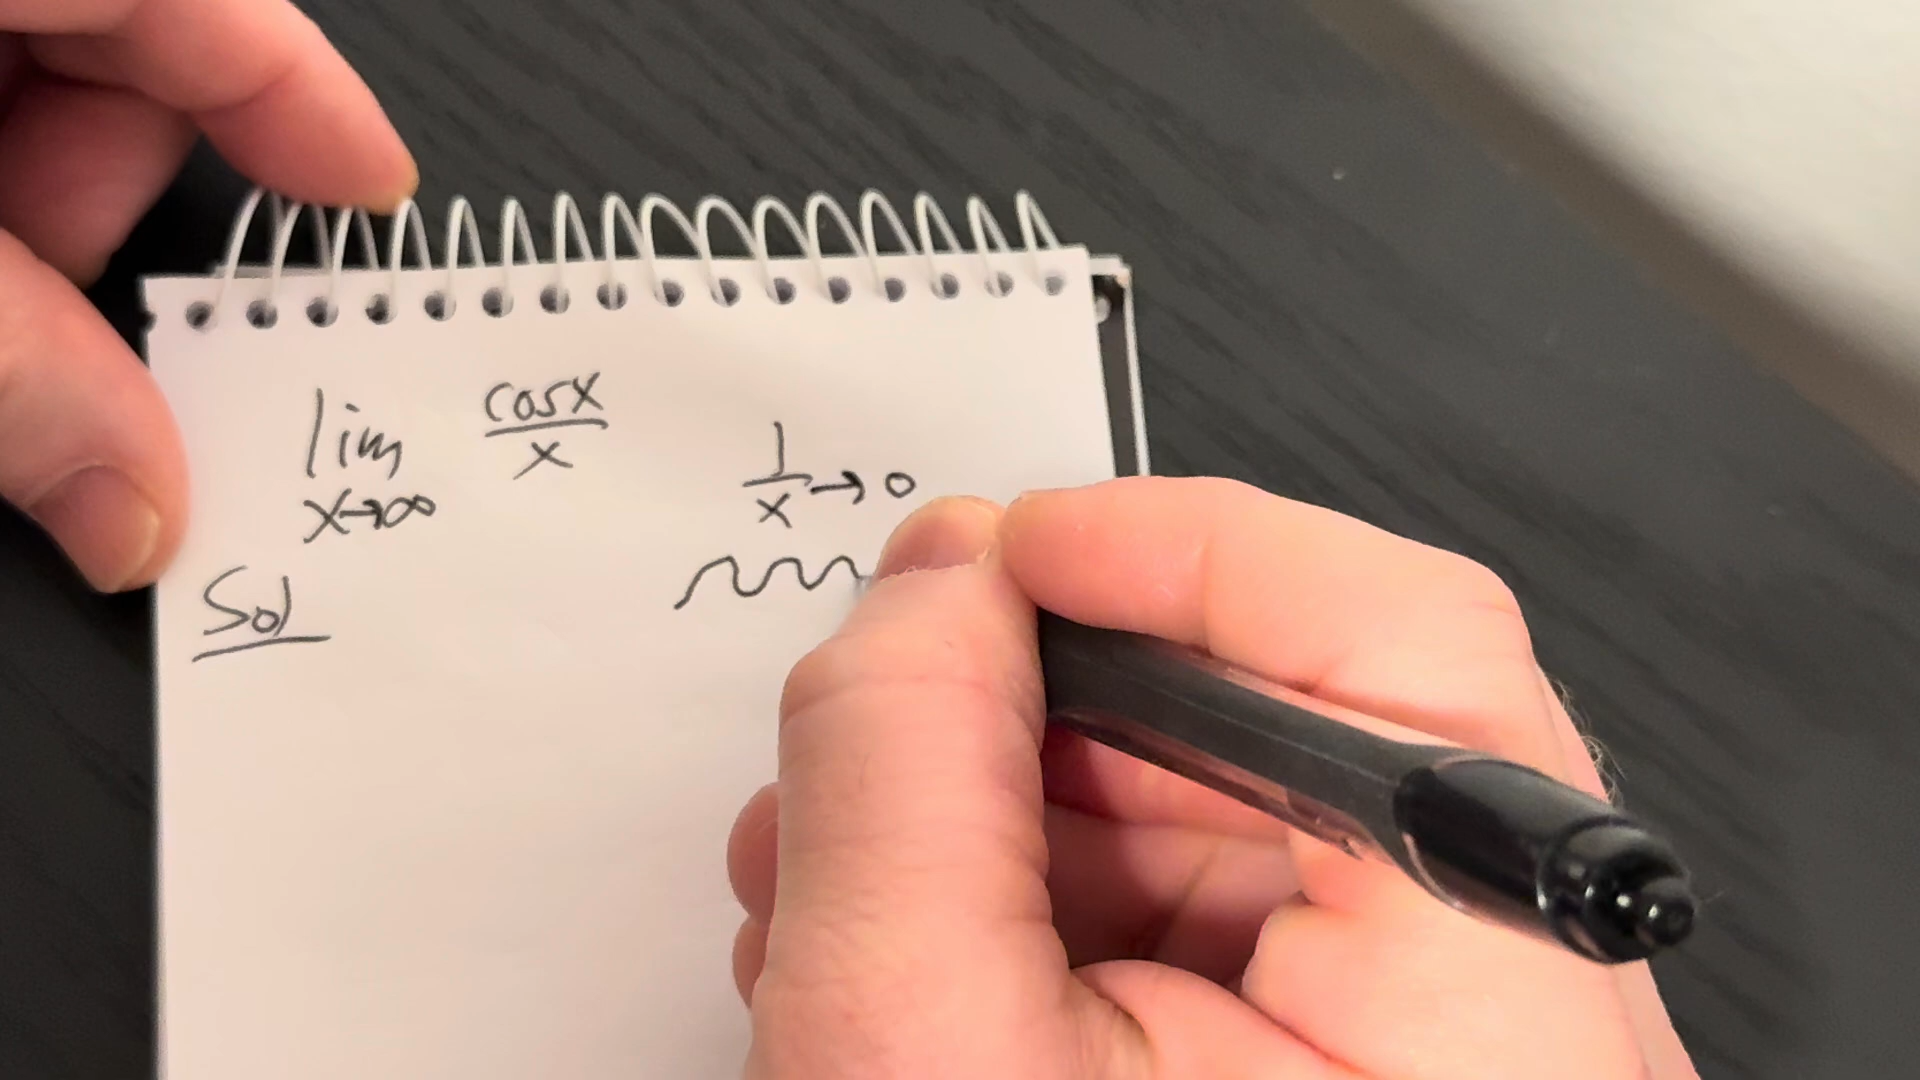 lim cosx/x
x→∞
1/x → 0
Sol